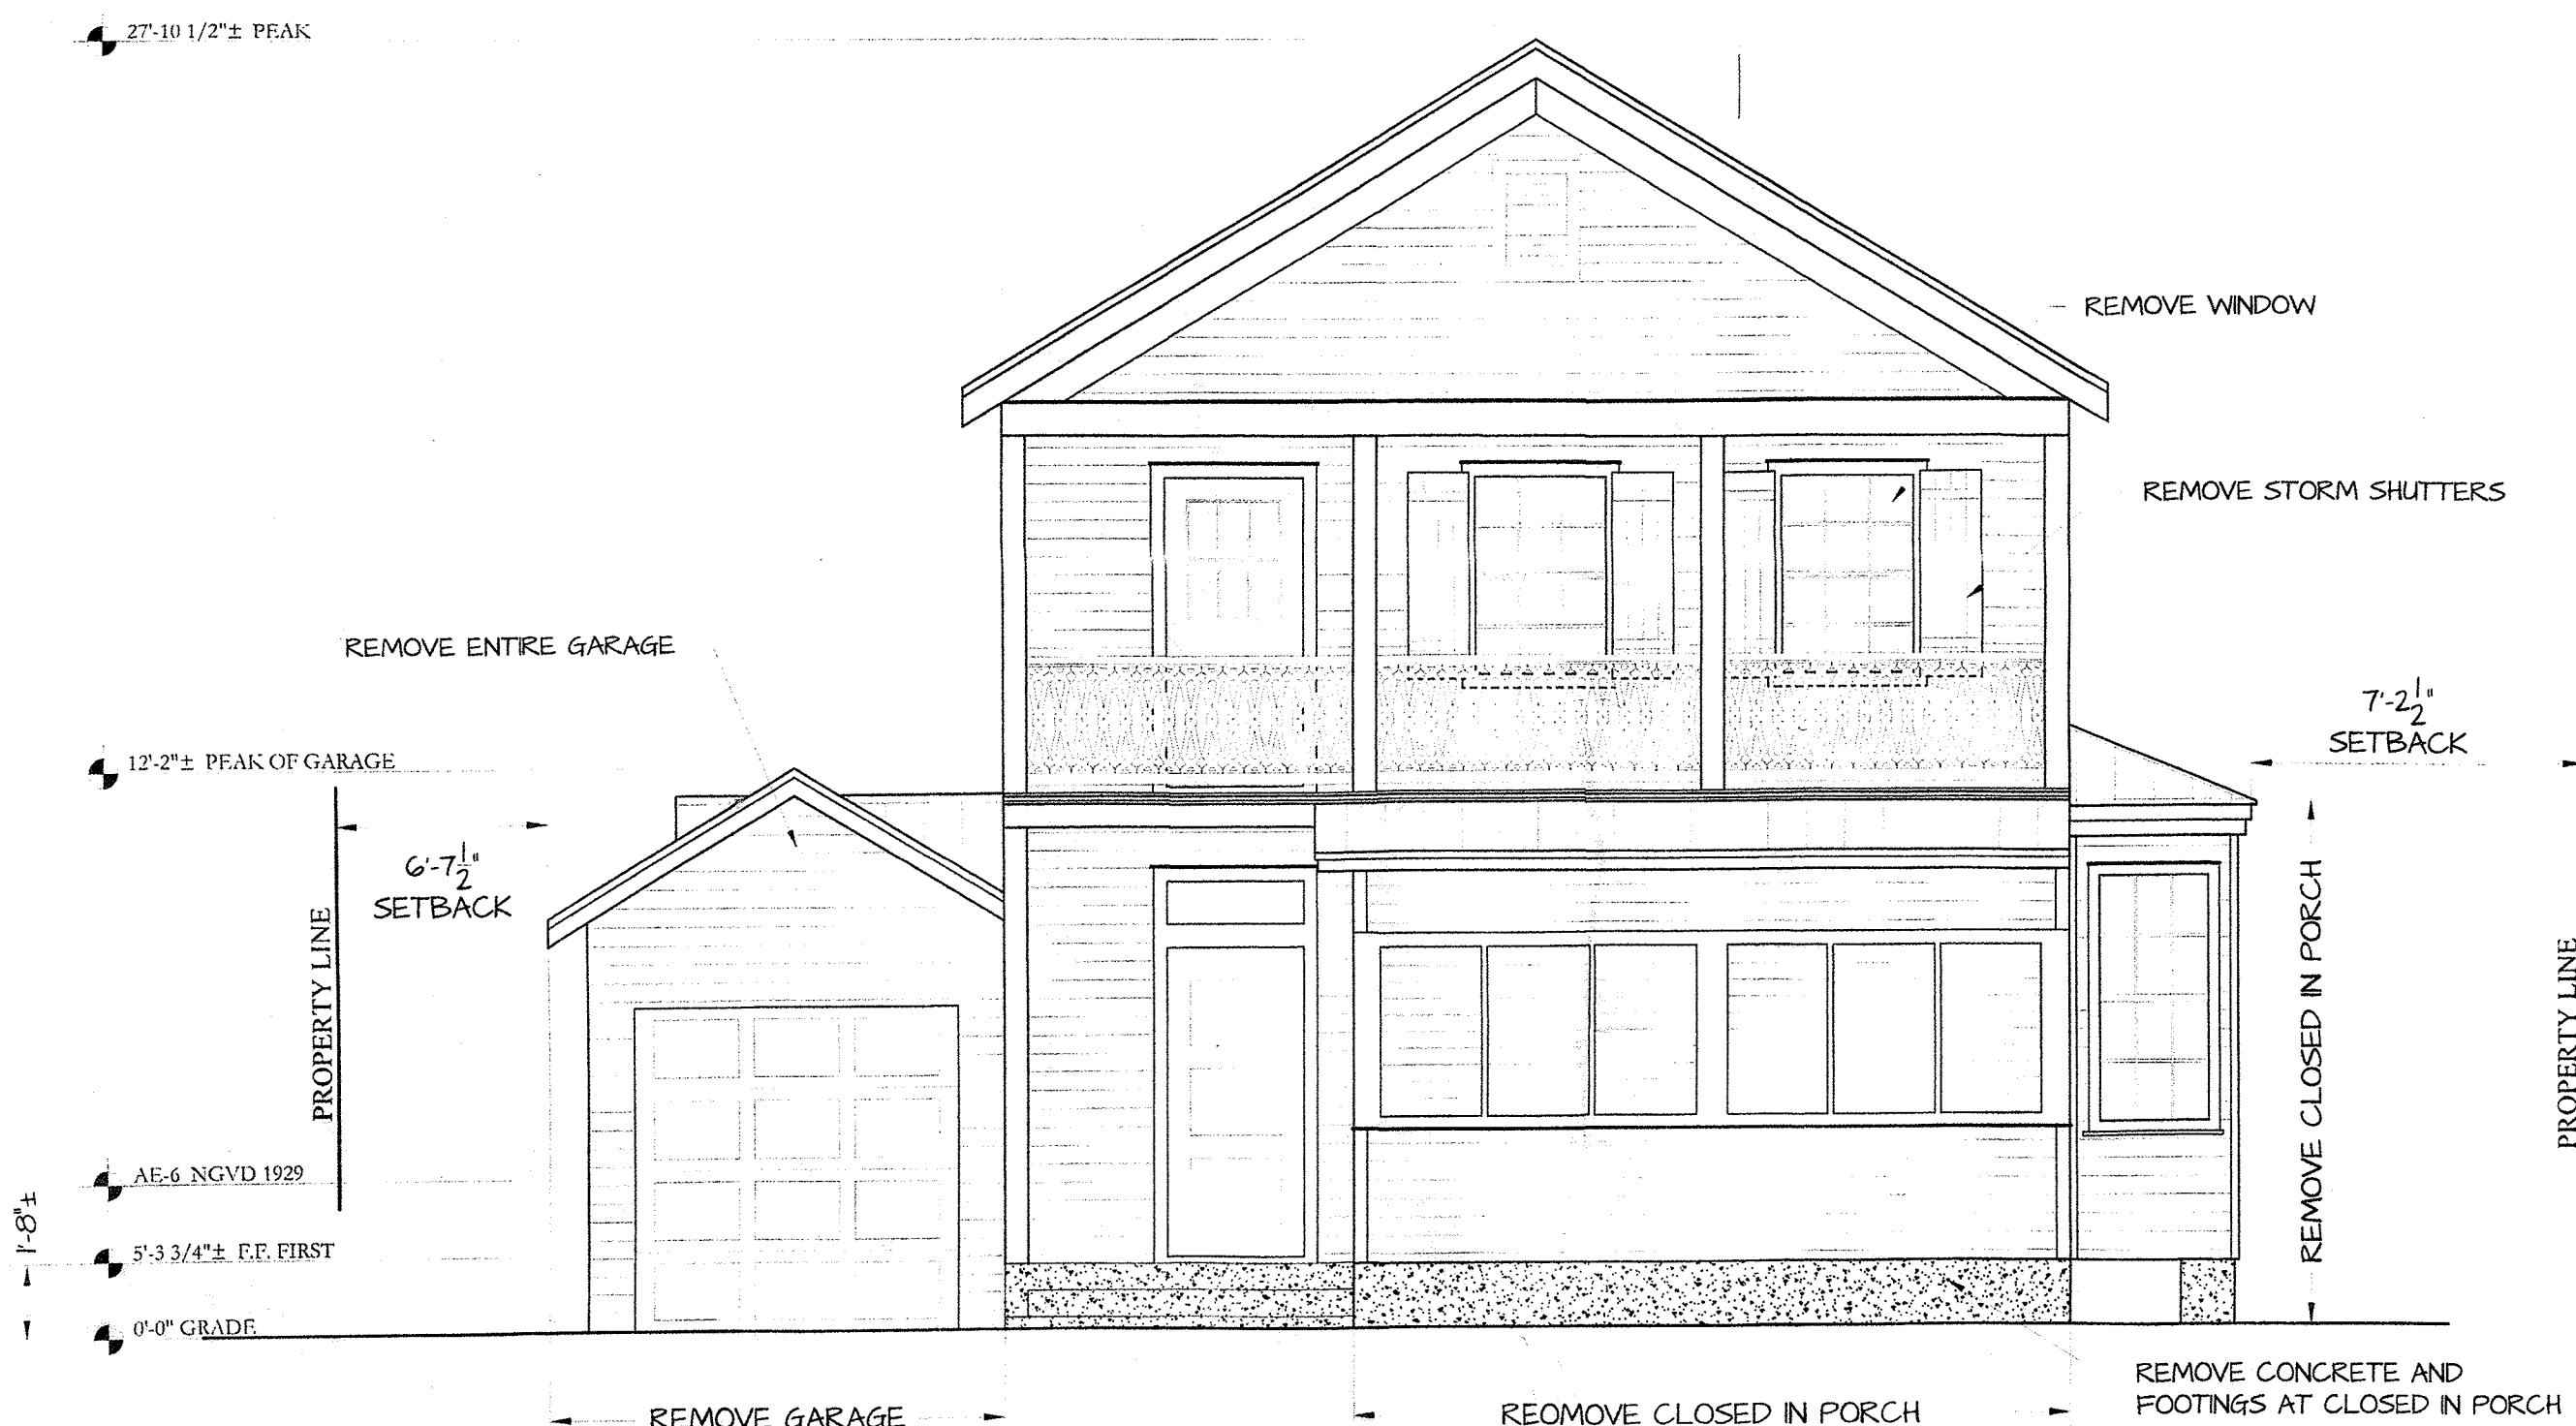 27'-10 1/2"± PEAK
REMOVE WINDOW
REMOVE STORM SHUTTERS
REMOVE ENTIRE GARAGE
7'-2 1/2"
SETBACK
12'-2"± PEAK OF GARAGE
6'-7 1/2"
SETBACK
PROPERTY LINE
REMOVE CLOSED IN PORCH
PROPERTY LINE
AE-6 NGVD 1929
1'-8"±
5'-3 3/4"± F.F. FIRST
0'-0" GRADE
REMOVE CONCRETE AND
FOOTINGS AT CLOSED IN PORCH
REMOVE GARAGE
REOMOVE CLOSED IN PORCH